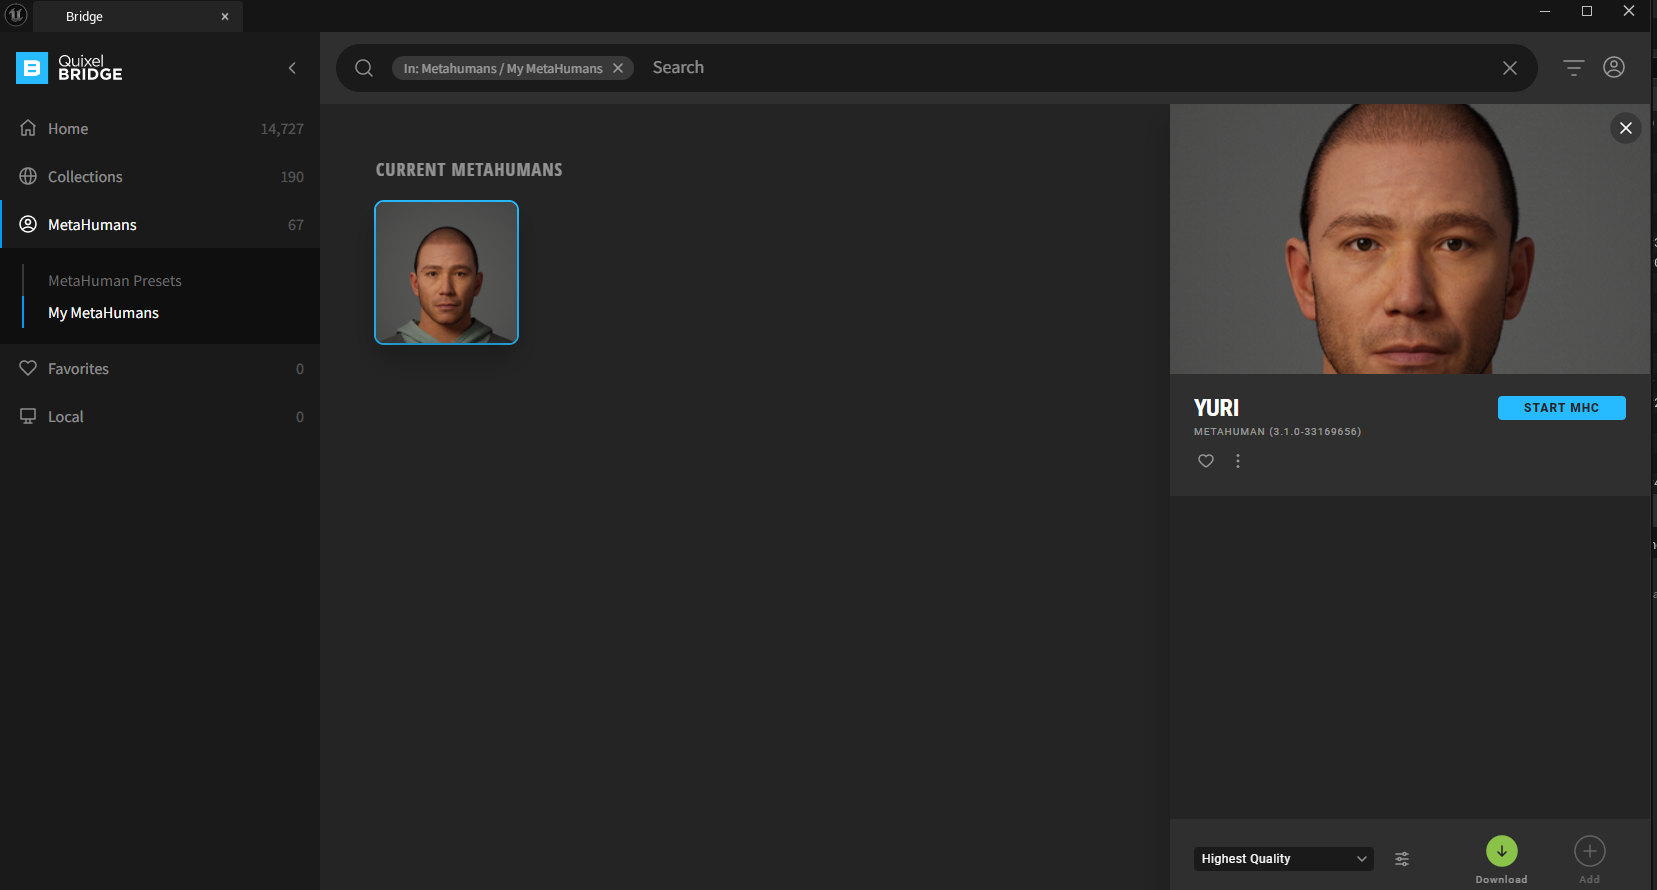 Bridge
Quixel
BRIDGE
In: Metahumans / My MetaHumans
Search
Home 14,727
Collections 190
MetaHumans 67
MetaHuman Presets
My MetaHumans
Favorites 0
Local 0
CURRENT METAHUMANS
YURI
START MHC
METAHUMAN (3.1.0-33169656)
Highest Quality
Download
Add